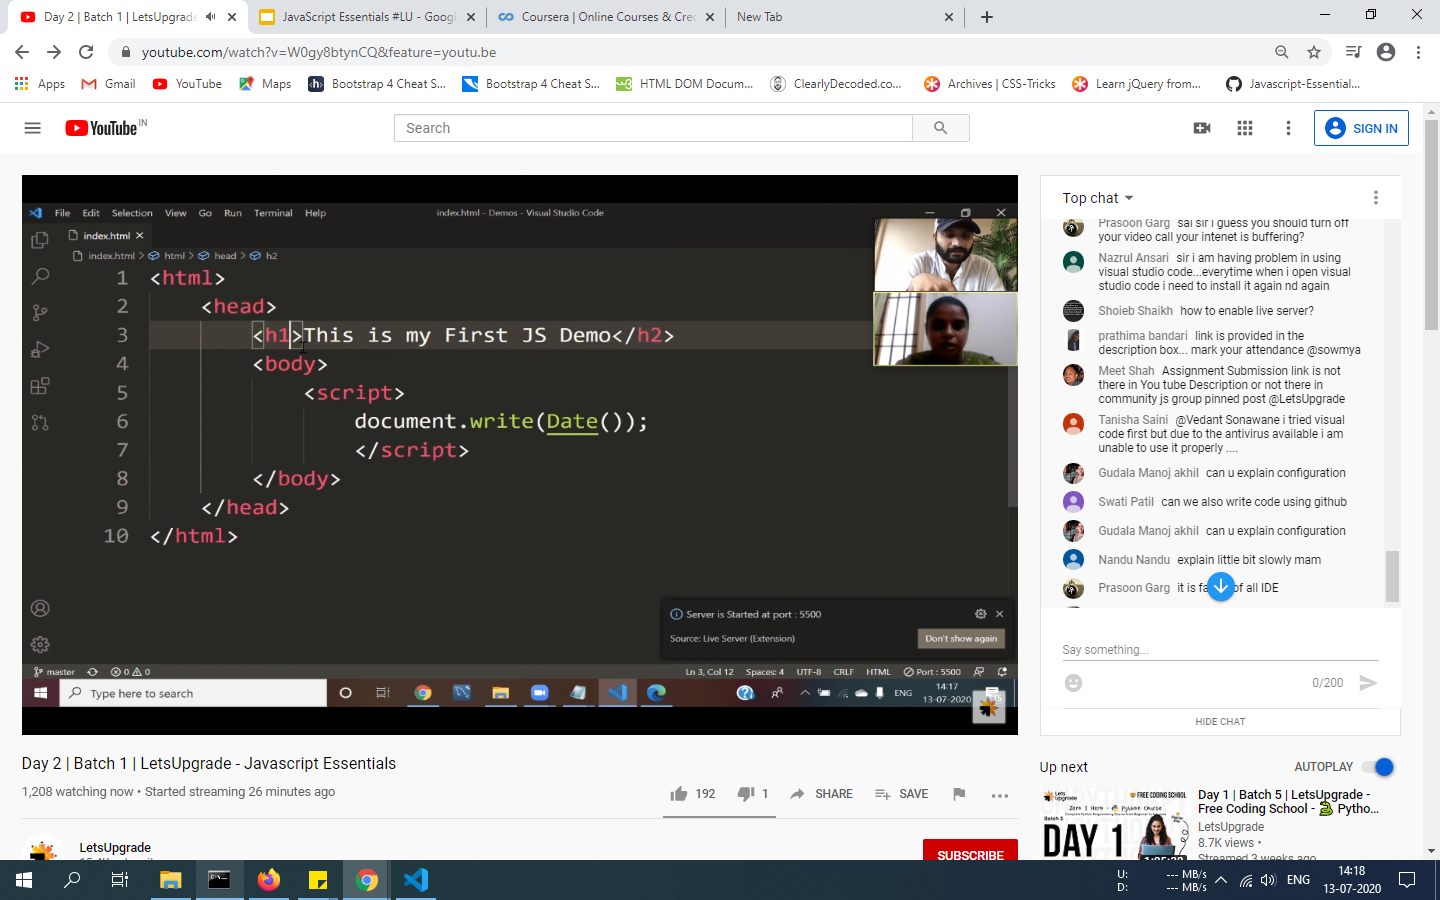 Day 2 | Batch 1 | LetsUpgrade
JavaScript Essentials #LU - Goog
Coursera | Online Courses & Cred
New Tab
youtube.com/watch?v=W0gy8btynCQ&feature=youtu.be
Apps
Gmail
YouTube
Maps
Bootstrap 4 Cheat S...
Bootstrap 4 Cheat S...
HTML DOM Docum...
ClearlyDecoded.co...
Archives | CSS-Tricks
Learn jQuery from...
Javascript-Essential...
YouTube IN
Search
SIGN IN
File Edit Selection View Go Run Terminal Help
index.html - Demos - Visual Studio Code
index.html
index.html > html > head > h2
1 <html>
2 <head>
3 <h1>This is my First JS Demo</h2>
4 <body>
5 <script>
6 document.write(Date());
7 </script>
8 </body>
9 </head>
10 </html>
Server is Started at port : 5500
Source: Live Server (Extension)
Don't show again
master
0 0
Ln 3, Col 12
Spaces: 4
UTF-8
CRLF
HTML
Port : 5500
Type here to search
ENG
14:17
13-07-2020
Top chat
Prasoon Garg sai sir i guess you should turn off
your video call your intenet is buffering?
Nazrul Ansari sir i am having problem in using
visual studio code...everytime when i open visual
studio code i need to install it again nd again
Shoieb Shaikh how to enable live server?
prathima bandari link is provided in the
description box... mark your attendance @sowmya
Meet Shah Assignment Submission link is not
there in You tube Description or not there in
community js group pinned post @LetsUpgrade
Tanisha Saini @Vedant Sonawane i tried visual
code first but due to the antivirus available i am
unable to use it properly ....
Gudala Manoj akhil can u explain configuration
Swati Patil can we also write code using github
Gudala Manoj akhil can u explain configuration
Nandu Nandu explain little bit slowly mam
Prasoon Garg it is of all IDE
Say something...
0/200
HIDE CHAT
Day 2 | Batch 1 | LetsUpgrade - Javascript Essentials
1,208 watching now • Started streaming 26 minutes ago
192
1
SHARE
SAVE
LetsUpgrade
SUBSCRIBE
Up next
AUTOPLAY
LetsUpgrade
FREE CODING SCHOOL
Zero 2 Hero - Python Course
DAY 1
Day 1 | Batch 5 | LetsUpgrade -
Free Coding School - Pytho...
LetsUpgrade
8.7K views •
Streamed 3 weeks ago
U: --- MB/s
D: --- MB/s
ENG
14:18
13-07-2020